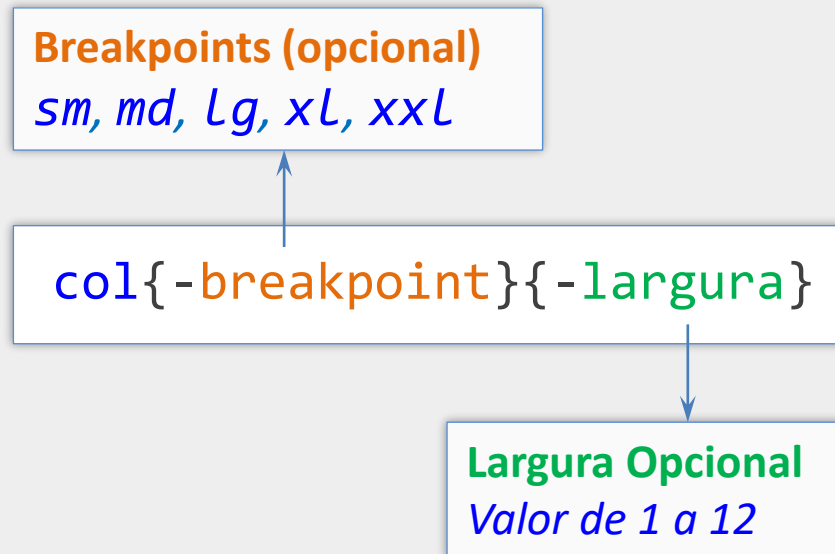 Breakpoints (opcional)
sm, md, lg, xl, xxl
col{-breakpoint}{-largura}
Largura Opcional
Valor de 1 a 12